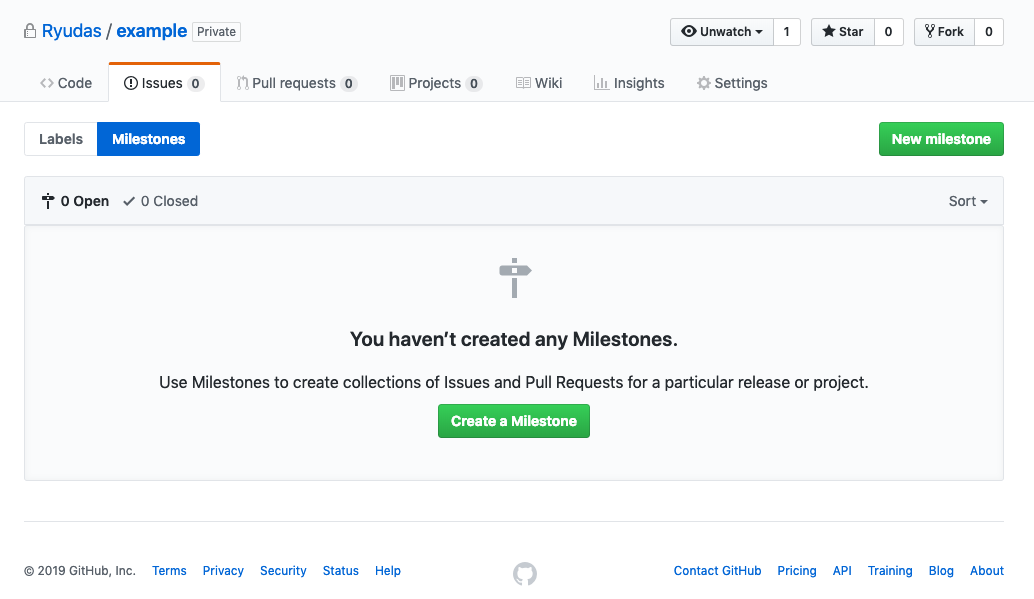 Ryudas / example Private
Unwatch 1 Star 0 Fork 0
Code Issues 0 Pull requests 0 Projects 0 Wiki Insights Settings
Labels Milestones New milestone
0 Open 0 Closed Sort
You haven’t created any Milestones.
Use Milestones to create collections of Issues and Pull Requests for a particular release or project.
Create a Milestone
© 2019 GitHub, Inc. Terms Privacy Security Status Help Contact GitHub Pricing API Training Blog About